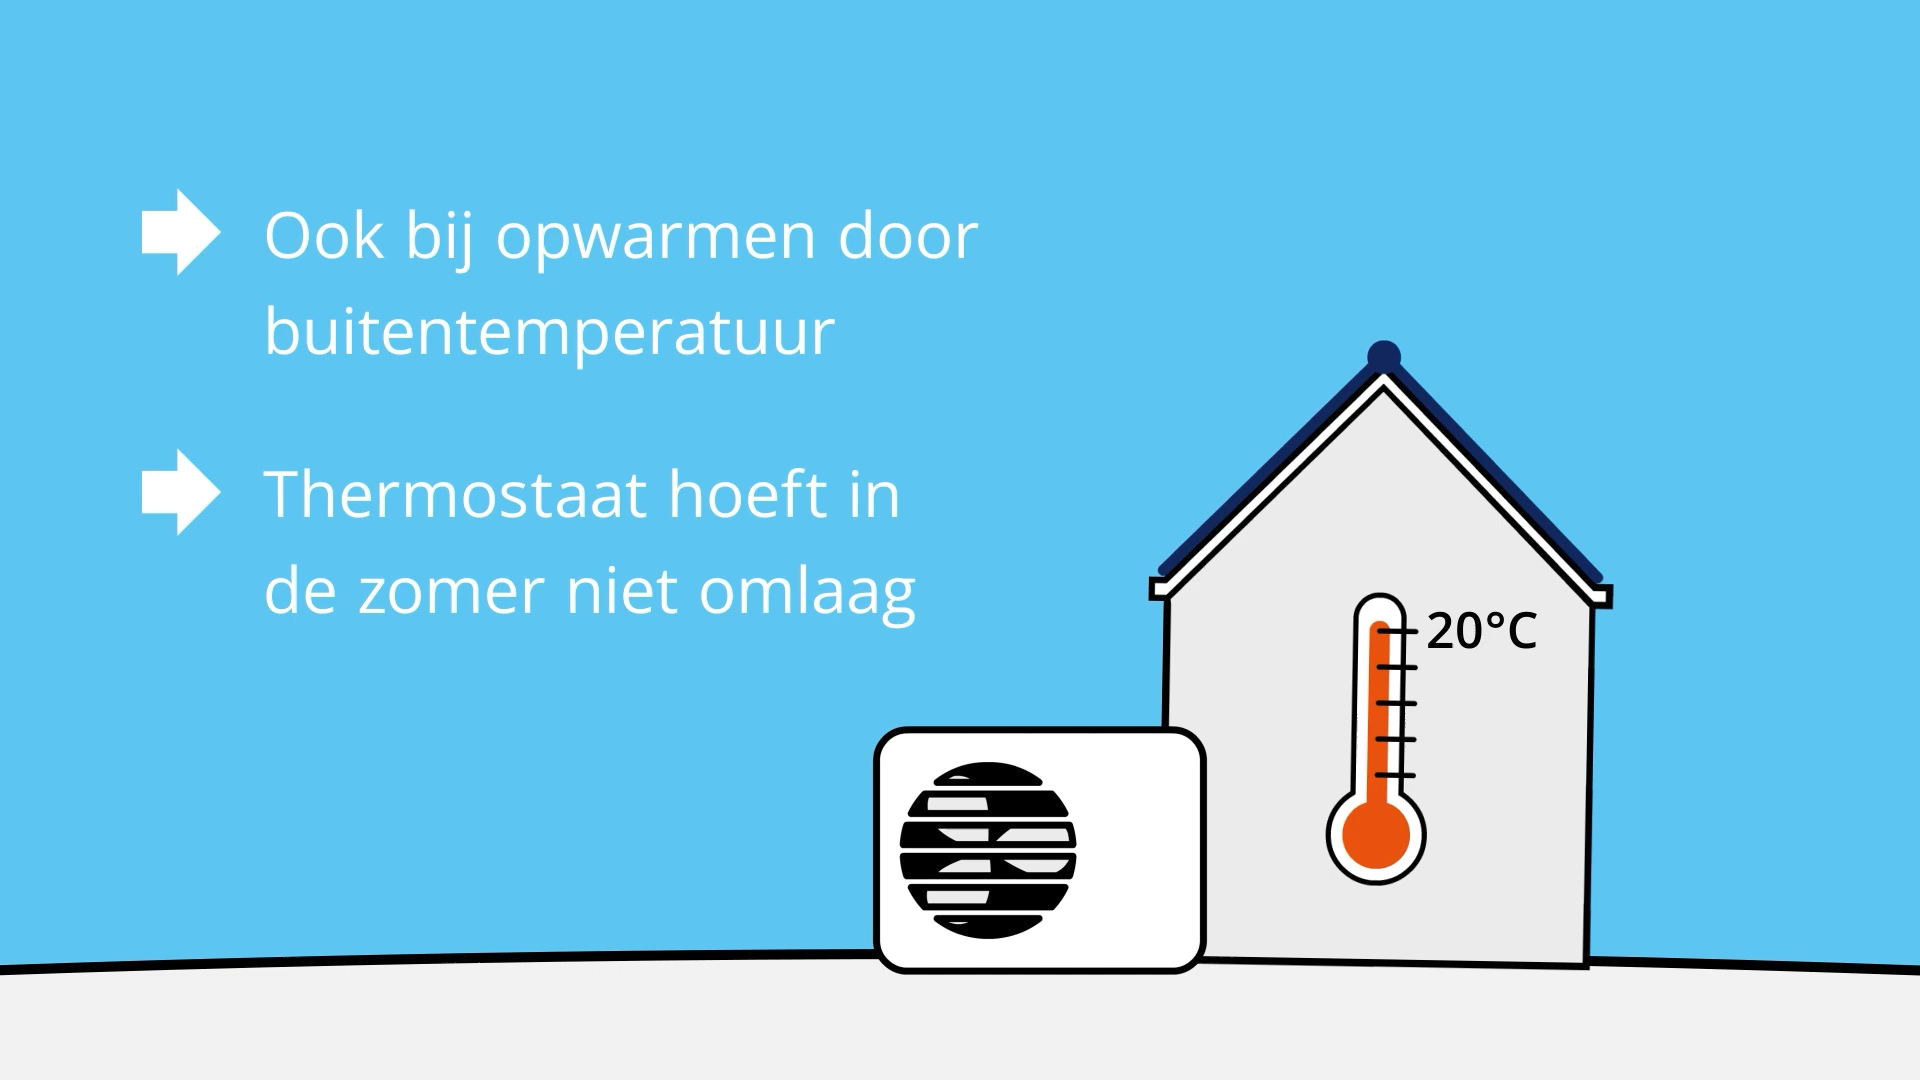 Ook bij opwarmen door
buitentemperatuur
Thermostaat hoeft in
de zomer niet omlaag
20°C